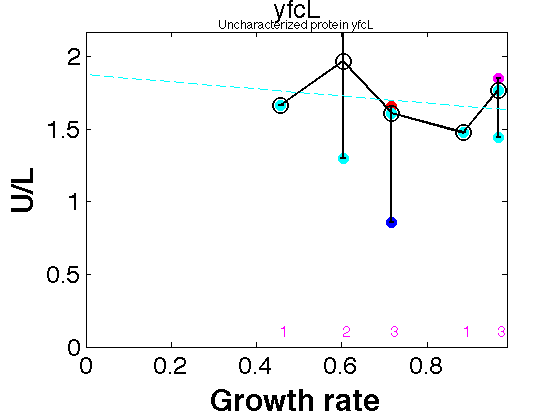 yfcL
Uncharacterized protein yfcL
2
1.5
1
0.5
0
U/L
1 2 3 1 3
0 0.2 0.4 0.6 0.8
Growth rate